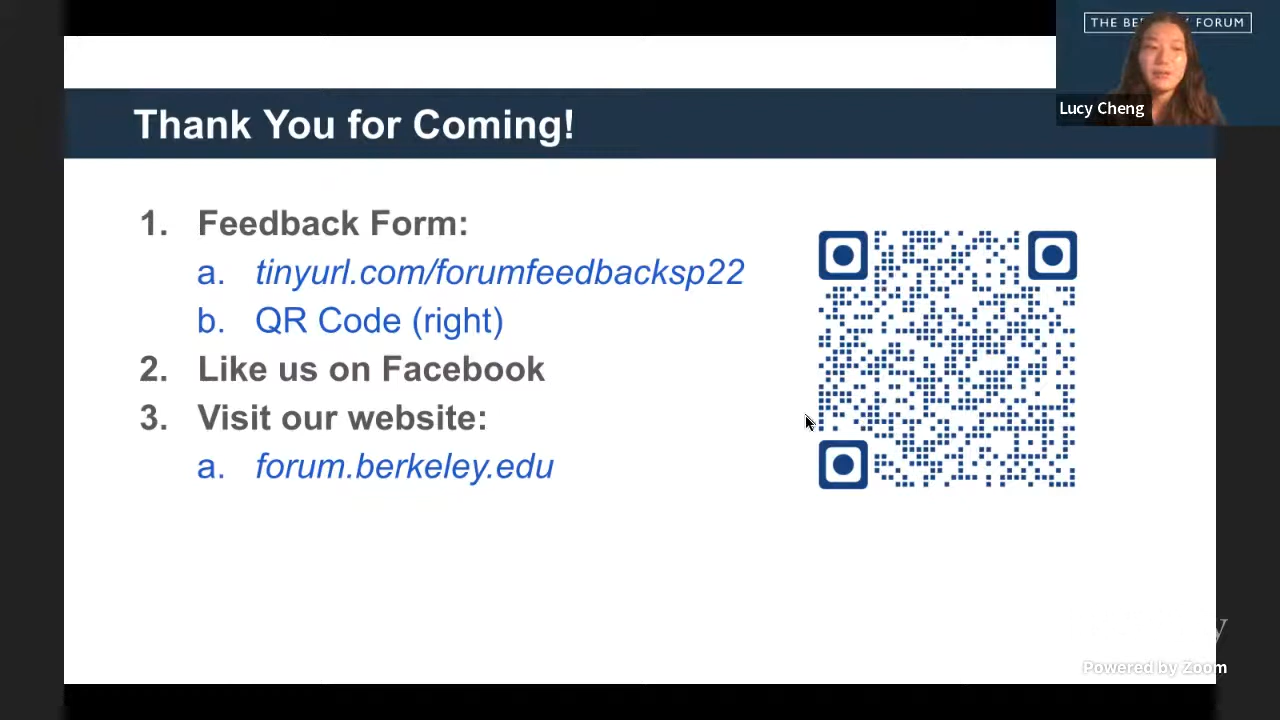 THE BER Y FORUM
Lucy Cheng
Thank You for Coming!
1. Feedback Form:
a. tinyurl.com/forumfeedbacksp22
b. QR Code (right)
2. Like us on Facebook
3. Visit our website:
a. forum.berkeley.edu
y
Powered by Zoom